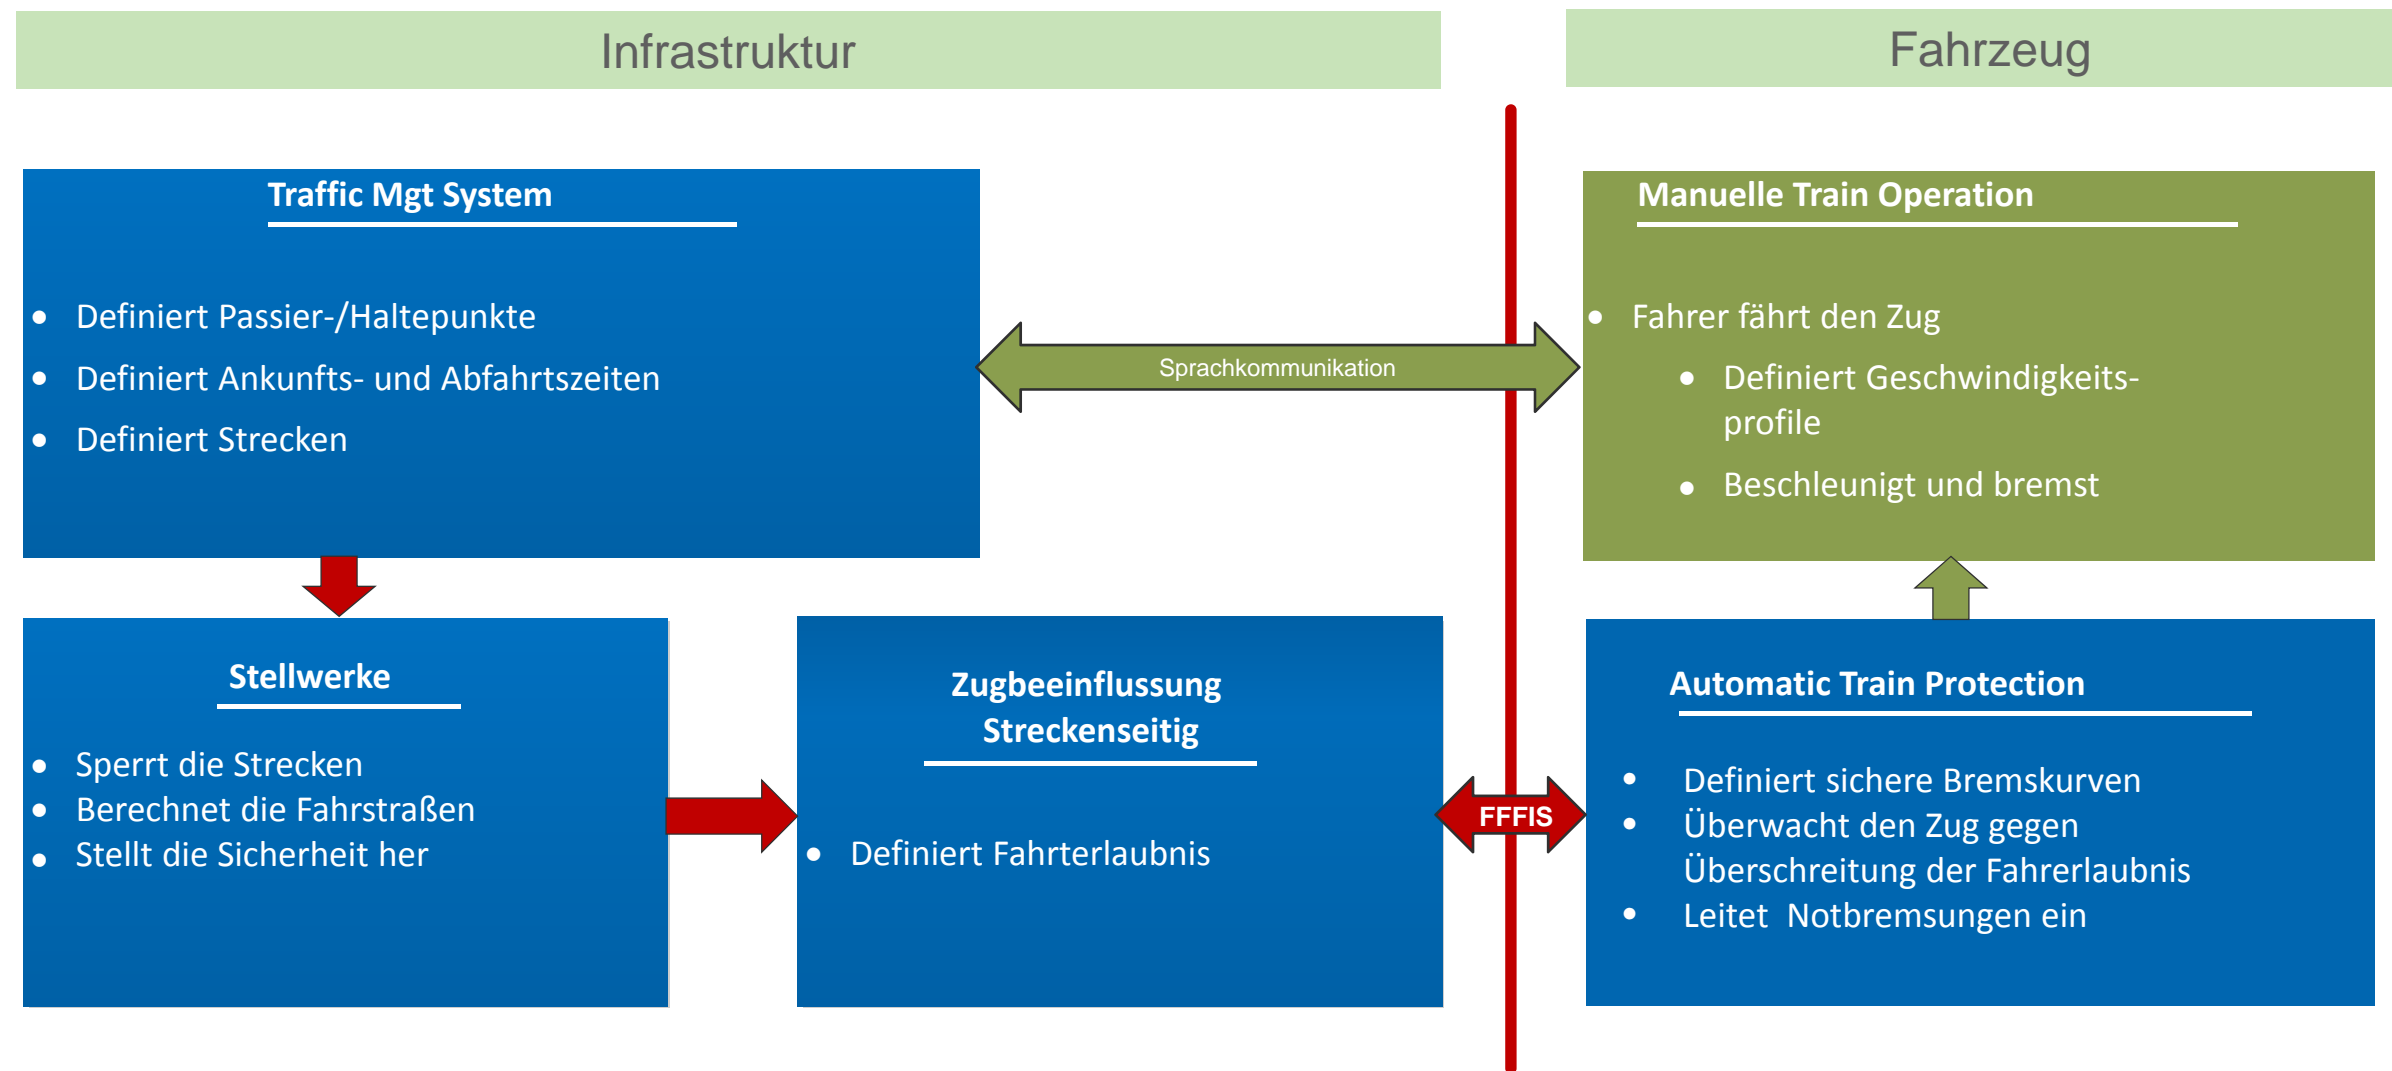 Infrastruktur
Fahrzeug
Traffic Mgt System
• Definiert Passier-/Haltepunkte
• Definiert Ankunfts- und Abfahrtszeiten
• Definiert Strecken
Sprachkommunikation
Manuelle Train Operation
• Fahrer fährt den Zug
• Definiert Geschwindigkeits-
profile
• Beschleunigt und bremst
Stellwerke
• Sperrt die Strecken
• Berechnet die Fahrstraßen
• Stellt die Sicherheit her
Zugbeeinflussung
Streckenseitig
• Definiert Fahrterlaubnis
FFFIS
Automatic Train Protection
• Definiert sichere Bremskurven
• Überwacht den Zug gegen
Überschreitung der Fahrerlaubnis
• Leitet  Notbremsungen ein